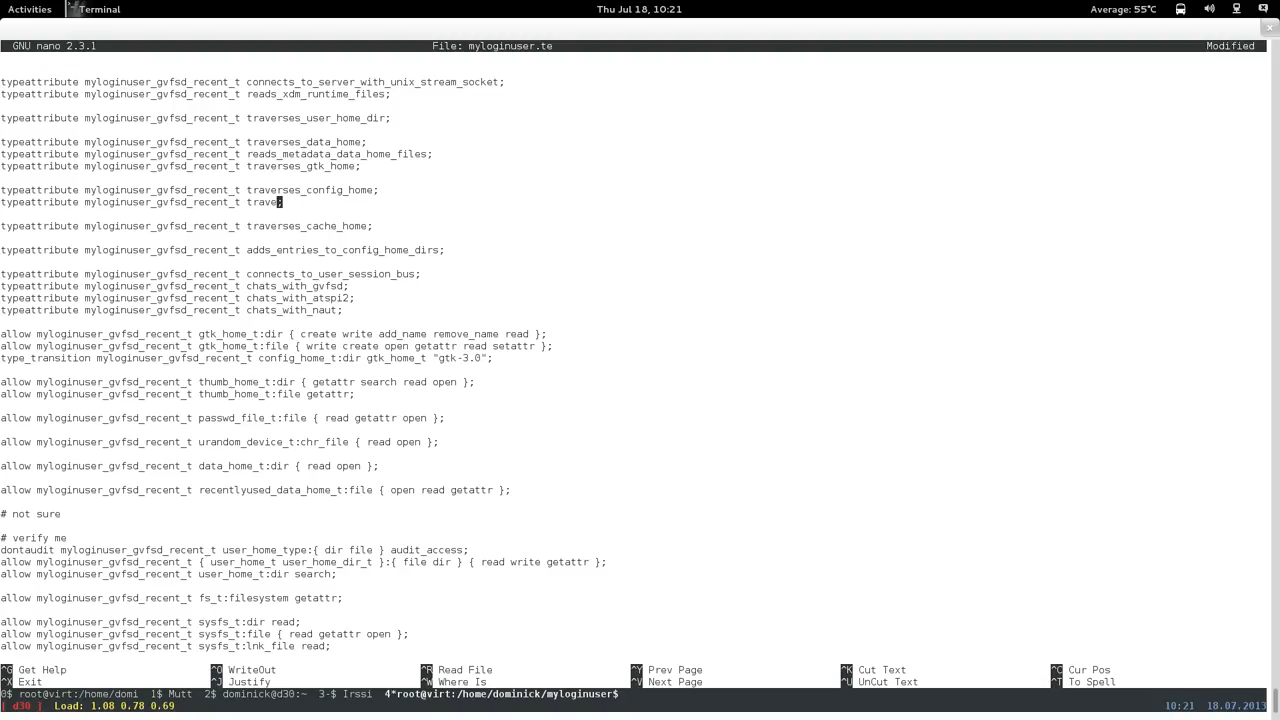 Activities Terminal Thu Jul 18, 10:21 Average: 55°C
GNU nano 2.3.1 File: myloginuser.te Modified
typeattribute myloginuser_gvfsd_recent_t connects_to_server_with_unix_stream_socket;
typeattribute myloginuser_gvfsd_recent_t reads_xdm_runtime_files;
typeattribute myloginuser_gvfsd_recent_t traverses_user_home_dir;
typeattribute myloginuser_gvfsd_recent_t traverses_data_home;
typeattribute myloginuser_gvfsd_recent_t reads_metadata_data_home_files;
typeattribute myloginuser_gvfsd_recent_t traverses_gtk_home;
typeattribute myloginuser_gvfsd_recent_t traverses_config_home;
typeattribute myloginuser_gvfsd_recent_t trave;
typeattribute myloginuser_gvfsd_recent_t traverses_cache_home;
typeattribute myloginuser_gvfsd_recent_t adds_entries_to_config_home_dirs;
typeattribute myloginuser_gvfsd_recent_t connects_to_user_session_bus;
typeattribute myloginuser_gvfsd_recent_t chats_with_gvfsd;
typeattribute myloginuser_gvfsd_recent_t chats_with_atspi2;
typeattribute myloginuser_gvfsd_recent_t chats_with_naut;
allow myloginuser_gvfsd_recent_t gtk_home_t:dir { create write add_name remove_name read };
allow myloginuser_gvfsd_recent_t gtk_home_t:file { write create open getattr read setattr };
type_transition myloginuser_gvfsd_recent_t config_home_t:dir gtk_home_t "gtk-3.0";
allow myloginuser_gvfsd_recent_t thumb_home_t:dir { getattr search read open };
allow myloginuser_gvfsd_recent_t thumb_home_t:file getattr;
allow myloginuser_gvfsd_recent_t passwd_file_t:file { read getattr open };
allow myloginuser_gvfsd_recent_t urandom_device_t:chr_file { read open };
allow myloginuser_gvfsd_recent_t data_home_t:dir { read open };
allow myloginuser_gvfsd_recent_t recentlyused_data_home_t:file { open read getattr };
# not sure
# verify me
dontaudit myloginuser_gvfsd_recent_t user_home_type:{ dir file } audit_access;
allow myloginuser_gvfsd_recent_t { user_home_t user_home_dir_t }:{ file dir } { read write getattr };
allow myloginuser_gvfsd_recent_t user_home_t:dir search;
allow myloginuser_gvfsd_recent_t fs_t:filesystem getattr;
allow myloginuser_gvfsd_recent_t sysfs_t:dir read;
allow myloginuser_gvfsd_recent_t sysfs_t:file { read getattr open };
allow myloginuser_gvfsd_recent_t sysfs_t:lnk_file read;
^G Get Help ^O WriteOut ^R Read File ^Y Prev Page ^K Cut Text ^C Cur Pos
^X Exit ^J Justify ^W Where Is ^V Next Page ^U UnCut Text ^T To Spell
0$ root@virt:/home/domi 1$ Mutt 2$ dominick@d30:~ 3-$ Irssi 4*root@virt:/home/dominick/myloginuser$
[ d30 ] Load: 1.08 0.78 0.69 10:21 18.07.2013